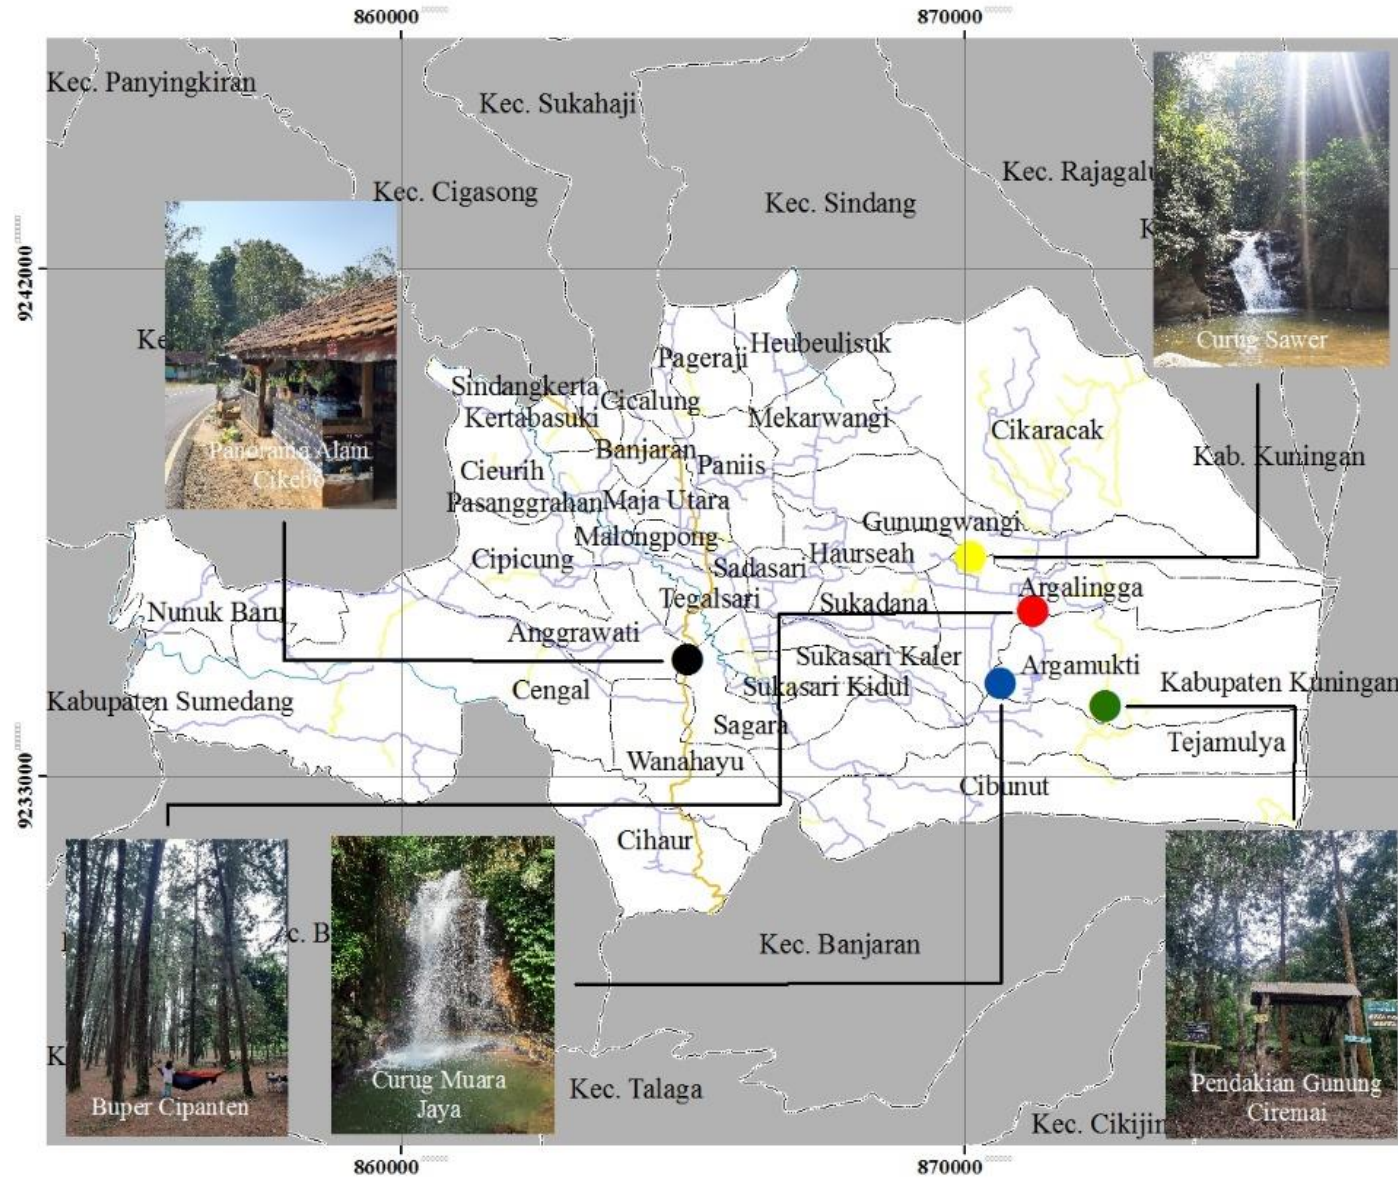 860000
870000
Kec. Panyingkiran
Kec. Sukahaji
Kec. Rajagalu
Kec. Cigasong
Kec. Sindang
K
9242000
9233000
Ke
Curug Sawer
Panorama Alam
Cikebo
Pageraji
Heubeulisuk
Sindangkerta
Cicalung
Kertabasuki
Mekarwangi
Cikaracak
Banjaran
Paniis
Cieurih
Kab. Kuningan
Pasanggrahan
Maja Utara
Gunungwangi
Malongpong
Haurseah
Cipicung
Sadasari
Argalingga
Tegalsari
Sukadana
Nunuk Baru
Anggrawati
Sukasari Kaler
Argamukti
Cengal
Sukasari Kidul
Kabupaten Kuningan
Kabupaten Sumedang
Sagara
Tejamulya
Wanahayu
Cibunut
Cihaur
c. B
Kec. Banjaran
K
Buper Cipanten
Curug Muara
Jaya
Kec. Talaga
Pendakian Gunung
Ciremai
Kec. Cikijin
860000
870000